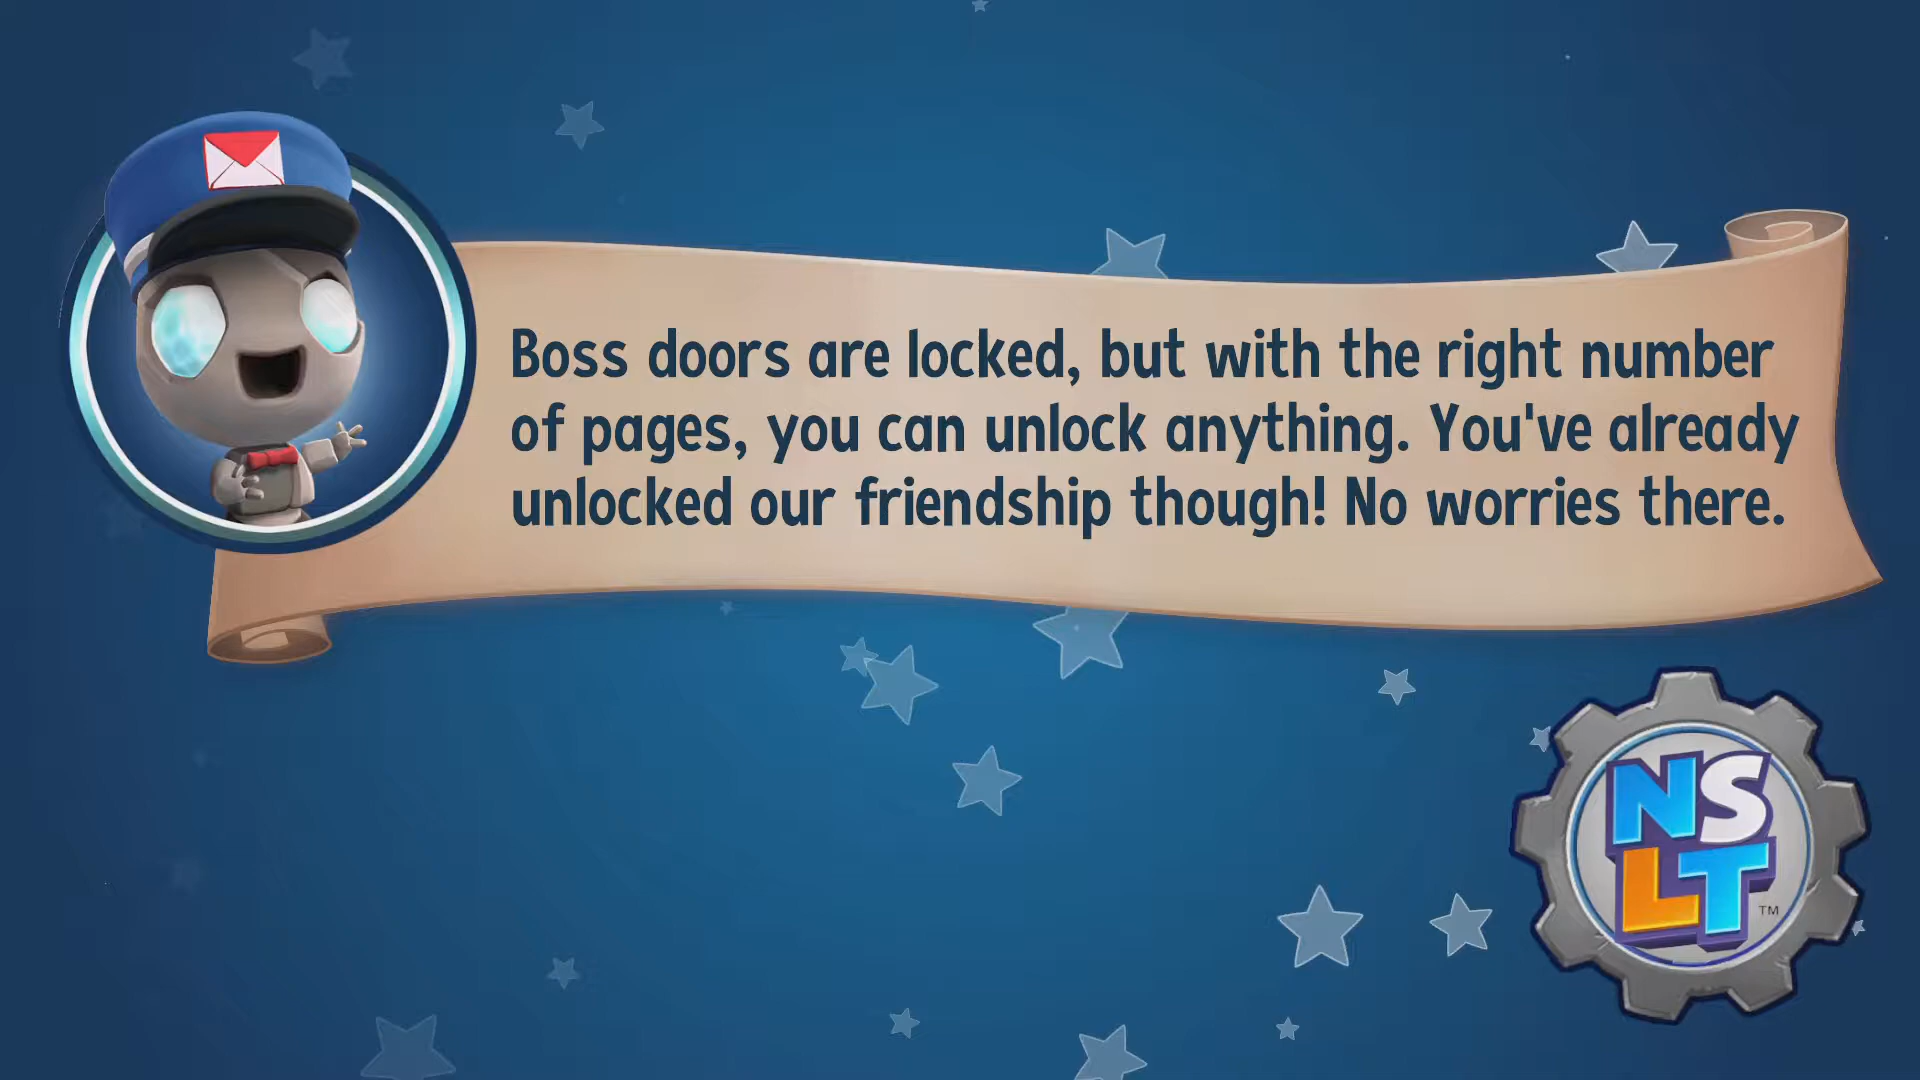 Boss doors are locked, but with the right number
of pages, you can unlock anything. You've already
unlocked our friendship though! No worries there.
NS
LT
TM